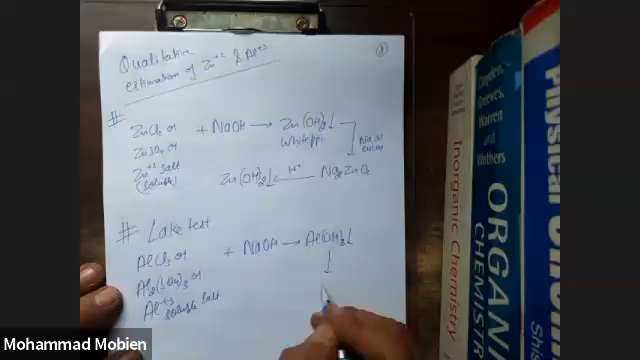 Qualitative
estimation of Zn+2 & Al+3
#
ZnCl2 or + NaOH → Zn(OH)2↓
ZnSO4 or white ppt. NaOH excess
Zn+2 salt Zn(OH)2↓ ← H+ Na2ZnO2
(soluble)
# Lake test
AlCl3 or + NaOH → Al(OH)3↓
Al2(SO4)3 or ↓
Al+3 soluble salt
Inorganic Chemistry
Clayden,
Greeves,
Warren
and
Wothers
ORGANIC
CHEMISTRY
Physical
Mohammad Mobien